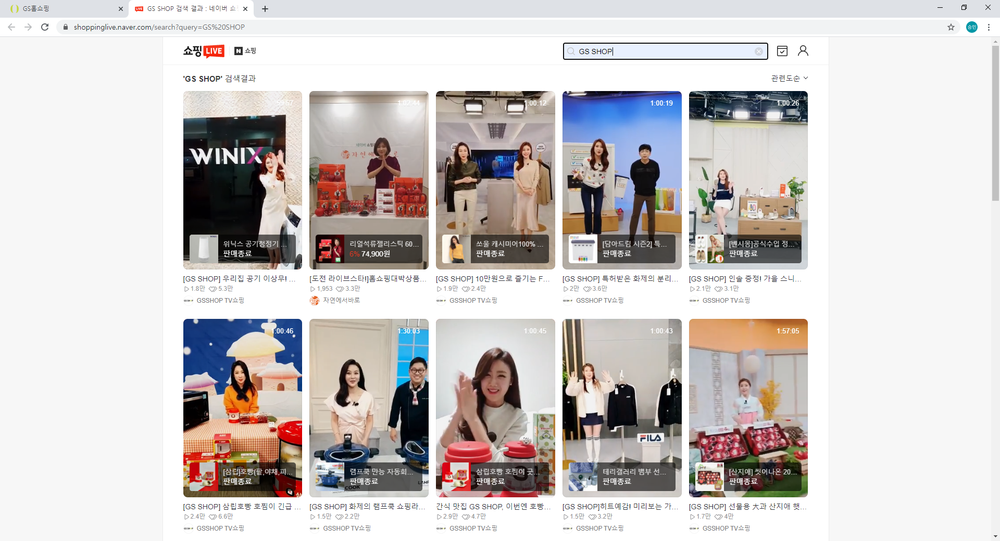 GS홈쇼핑
LIVE GS SHOP 검색 결과 : 네이버 쇼
shoppinglive.naver.com/search?query=GS%20SHOP
승민
쇼핑 LIVE
N 쇼핑
GS SHOP
'GS SHOP' 검색결과
관련도순
59:57
WINIX
위닉스 공기청정기 ...
판매종료
[GS SHOP] 우리집 공기 이상무! ...
1.8만 5.3만
GSSHOP TV쇼핑
1:02:44
리얼석류젤리스틱 60...
6% 74,900원
[도전 라이브스타!]홈쇼핑대박상품...
1,953 3.3만
자연에서바로
1:00:12
쏘울 캐시미어100% ...
판매종료
[GS SHOP] 10만원으로 즐기는 F...
1.9만 2.4만
GSSHOP TV쇼핑
1:00:19
[담아드림 시즌2] 특...
판매종료
[GS SHOP] 특허받은 화제의 분리...
2만 3.6만
GSSHOP TV쇼핑
1:00:26
[벤시몽]공식수입 정...
판매종료
[GS SHOP] 인솔 증정! 가을 스니...
2.1만 3.1만
GSSHOP TV쇼핑
1:00:46
[삼립]호빵(팥,야채,피...
판매종료
[GS SHOP] 삼립호빵 호찜이 긴급 ...
2.4만 6.6만
GSSHOP TV쇼핑
1:30:03
램프쿡 만능 자동회...
판매종료
[GS SHOP] 화제의 램프쿡 쇼핑라...
1.5만 2.2만
GSSHOP TV쇼핑
1:00:45
삼립호빵 호찜이 굿...
판매종료
간식 맛집 GS SHOP, 이번엔 호빵...
2.9만 4.7만
GSSHOP TV쇼핑
1:00:43
FILA
테리갤러리 뱀부 선...
판매종료
[GS SHOP]히트예감! 미리보는 가...
1.5만 3.2만
GSSHOP TV쇼핑
1:57:05
[산지애] 씻어나온 20...
판매종료
[GS SHOP] 선물용 大과 산지애 햇...
1.7만 4만
GSSHOP TV쇼핑